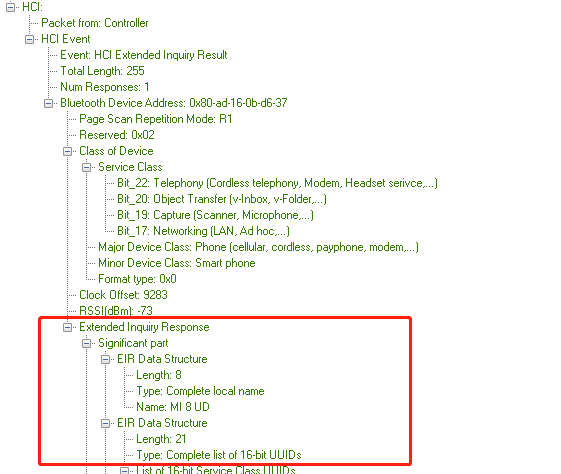 HCI:
Packet from: Controller
HCI Event
Event: HCI Extended Inquiry Result
Total Length: 255
Num Responses: 1
Bluetooth Device Address: 0x80-ad-16-0b-d6-37
Page Scan Repetition Mode: R1
Reserved: 0x02
Class of Device
Service Class
Bit_22: Telephony (Cordless telephony, Modem, Headset serivce,...)
Bit_20: Object Transfer (v-Inbox, v-Folder,...)
Bit_19: Capture (Scanner, Microphone,...)
Bit_17: Networking (LAN, Ad hoc,...)
Major Device Class: Phone (cellular, cordless, payphone, modem,...)
Minor Device Class: Smart phone
Format type: 0x0
Clock Offset: 9283
RSSI(dBm): -73
Extended Inquiry Response
Significant part
EIR Data Structure
Length: 8
Type: Complete local name
Name: MI 8 UD
EIR Data Structure
Length: 21
Type: Complete list of 16-bit UUIDs
List of 16-bit Service Class UUIDs